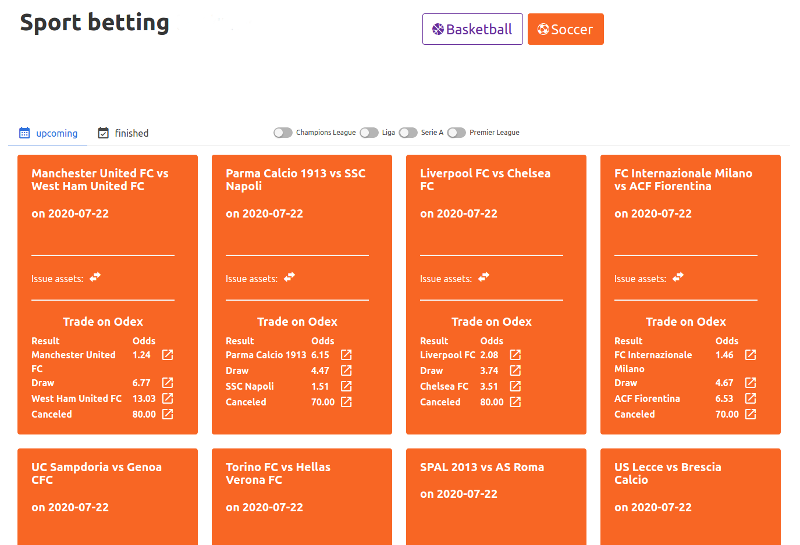 Sport betting
Basketball
Soccer
upcoming
finished
Champions League
Liga
Serie A
Premier League
Manchester United FC vs
West Ham United FC
on 2020-07-22
Issue assets:
Trade on Odex
Result Odds
Manchester United 1.24
FC
Draw 6.77
West Ham United FC 13.03
Canceled 80.00
Parma Calcio 1913 vs SSC
Napoli
on 2020-07-22
Issue assets:
Trade on Odex
Result Odds
Parma Calcio 1913 6.15
Draw 4.47
SSC Napoli 1.51
Canceled 70.00
Liverpool FC vs Chelsea
FC
on 2020-07-22
Issue assets:
Trade on Odex
Result Odds
Liverpool FC 2.08
Draw 3.74
Chelsea FC 3.51
Canceled 80.00
FC Internazionale Milano
vs ACF Fiorentina
on 2020-07-22
Issue assets:
Trade on Odex
Result Odds
FC Internazionale 1.46
Milano
Draw 4.67
ACF Fiorentina 6.53
Canceled 70.00
UC Sampdoria vs Genoa
CFC
on 2020-07-22
Torino FC vs Hellas
Verona FC
on 2020-07-22
SPAL 2013 vs AS Roma
on 2020-07-22
US Lecce vs Brescia
Calcio
on 2020-07-22